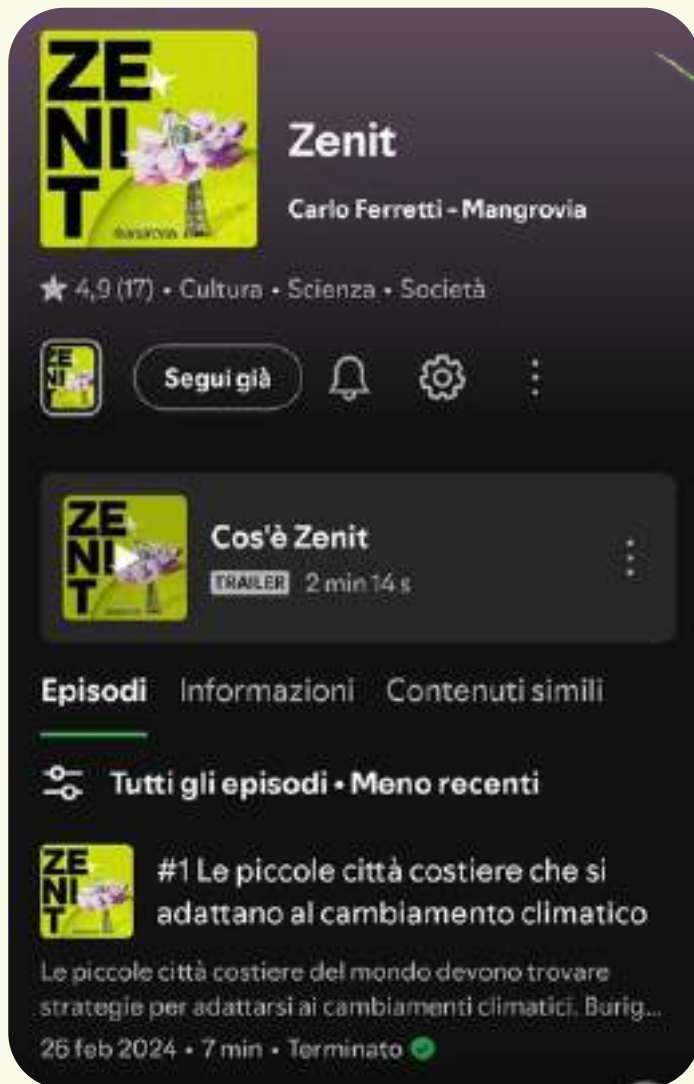 ZE
NI
T
mangrovia
Zenit
Carlo Ferretti - Mangrovia
4,9 (17) • Cultura • Scienza • Società
ZE
NI
Segui già
ZE
NI
T
Cos'è Zenit
TRAILER 2 min 14 s
Episodi Informazioni Contenuti simili
Tutti gli episodi • Meno recenti
ZE
NI
T
#1 Le piccole città costiere che si
adattano al cambiamento climatico
Le piccole città costiere del mondo devono trovare
strategie per adattarsi ai cambiamenti climatici. Burig...
26 feb 2024 • 7 min • Terminato